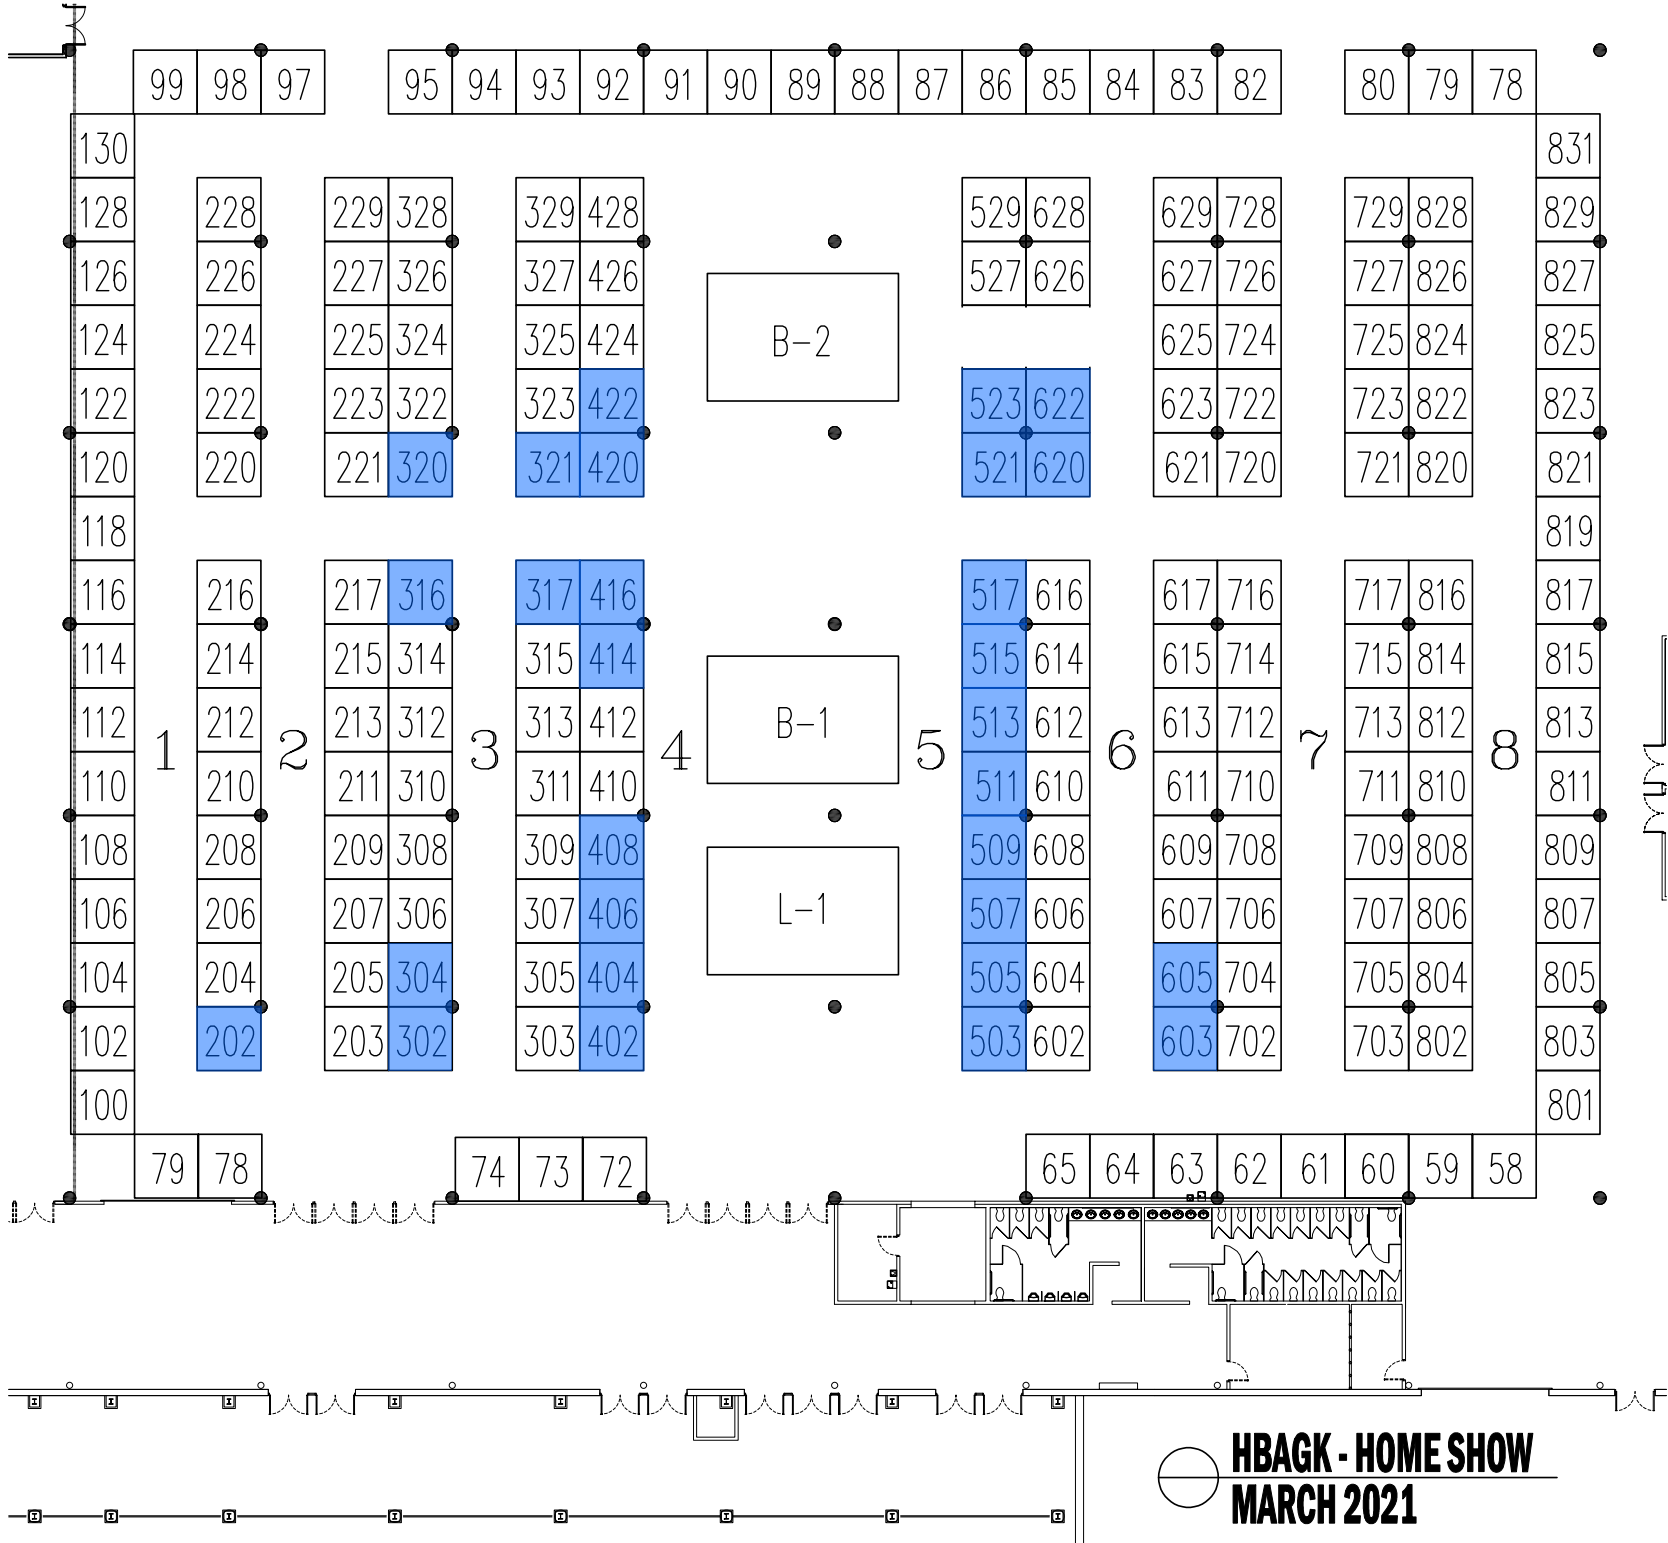 99 98 97 95 94 93 92 91 90 89 88 87 86 85 84 83 82 80 79 78
130 831
128 228 229 328 329 428 529 628 629 728 729 828 829
126 226 227 326 327 426 527 626 627 726 727 826 827
124 224 225 324 325 424 B-2 625 724 725 824 825
122 222 223 322 323 422 523 622 623 722 723 822 823
120 220 221 320 321 420 521 620 621 720 721 820 821
118 819
116 216 217 316 317 416 517 616 617 716 717 816 817
114 214 215 314 315 414 515 614 615 714 715 814 815
112 212 213 312 313 412 B-1 513 612 613 712 713 812 813
1 2 3 4 5 6 7 8
110 210 211 310 311 410 511 610 611 710 711 810 811
108 208 209 308 309 408 509 608 609 708 709 808 809
106 206 207 306 307 406 L-1 507 606 607 706 707 806 807
104 204 205 304 305 404 505 604 605 704 705 804 805
102 202 203 302 303 402 503 602 603 702 703 802 803
100 801
79 78 74 73 72 65 64 63 62 61 60 59 58
HBAGK - HOME SHOW
MARCH 2021